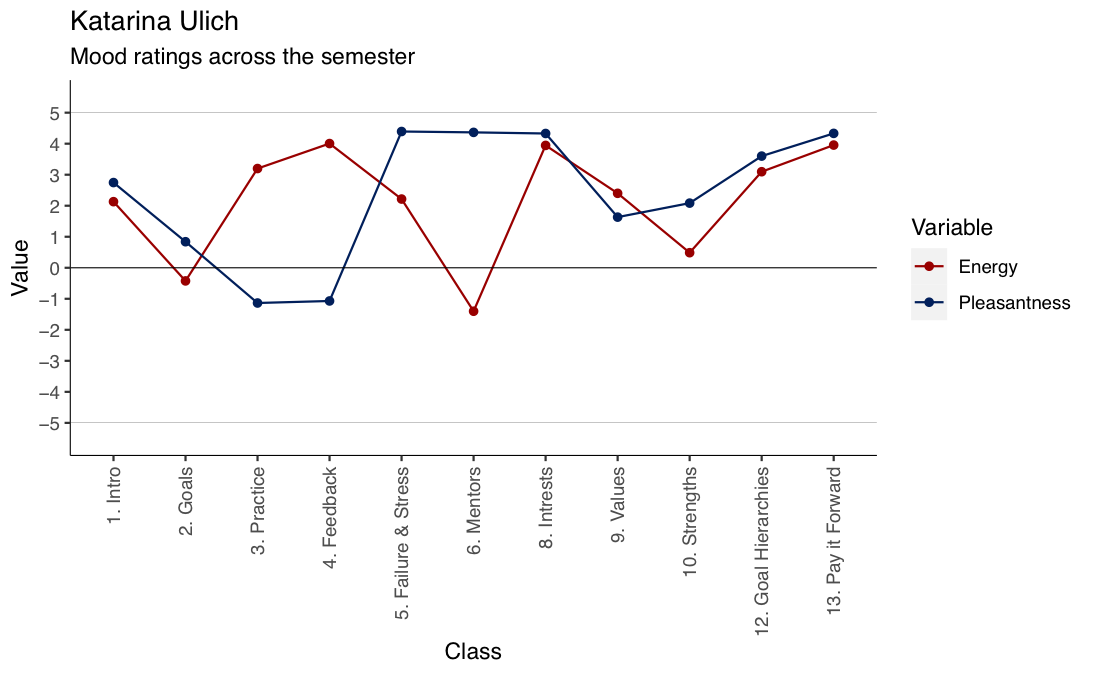 Katarina Ulich
Mood ratings across the semester
Value
5
4
3
2
1
0
−1
−2
−3
−4
−5
1. Intro
2. Goals
3. Practice
4. Feedback
5. Failure & Stress
6. Mentors
8. Intrests
9. Values
10. Strengths
12. Goal Hierarchies
13. Pay it Forward
Class
Variable
Energy
Pleasantness